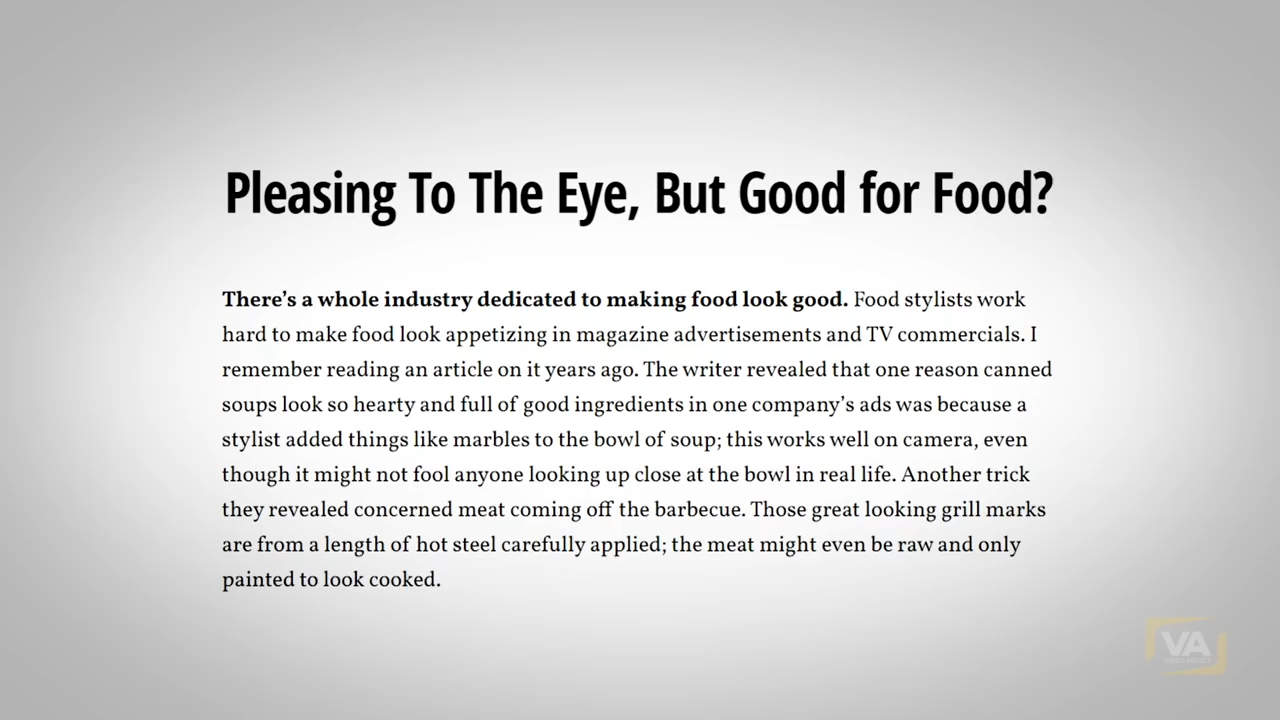 Pleasing To The Eye, But Good for Food?
There’s a whole industry dedicated to making food look good. Food stylists work
hard to make food look appetizing in magazine advertisements and TV commercials. I
remember reading an article on it years ago. The writer revealed that one reason canned
soups look so hearty and full of good ingredients in one company’s ads was because a
stylist added things like marbles to the bowl of soup; this works well on camera, even
though it might not fool anyone looking up close at the bowl in real life. Another trick
they revealed concerned meat coming off the barbecue. Those great looking grill marks
are from a length of hot steel carefully applied; the meat might even be raw and only
painted to look cooked.
VA